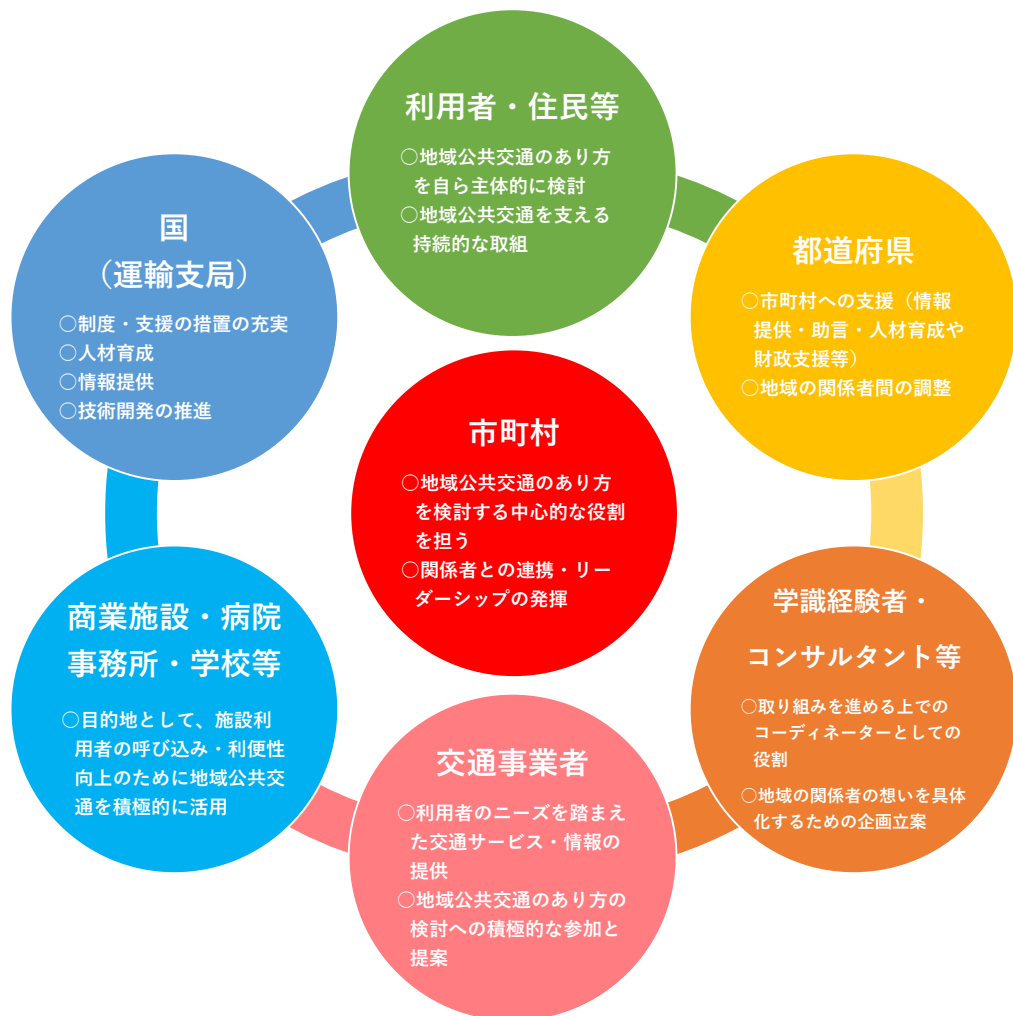 利用者・住民等
○地域公共交通のあり方
を自ら主体的に検討
○地域公共交通を支える
持続的な取組
国
（運輸支局）
○制度・支援の措置の充実
○人材育成
○情報提供
○技術開発の推進
都道府県
○市町村への支援（情報
提供・助言・人材育成や
財政支援等）
○地域の関係者間の調整
市町村
○地域公共交通のあり方
を検討する中心的な役割
を担う
○関係者との連携・リー
ダーシップの発揮
商業施設・病院
事務所・学校等
○目的地として、施設利
用者の呼び込み・利便性
向上のために地域公共交
通を積極的に活用
学識経験者・
コンサルタント等
○取り組みを進める上での
コーディネーターとしての
役割
○地域の関係者の想いを具体
化するための企画立案
交通事業者
○利用者のニーズを踏まえ
た交通サービス・情報の
提供
○地域公共交通のあり方の
検討への積極的な参加と
提案